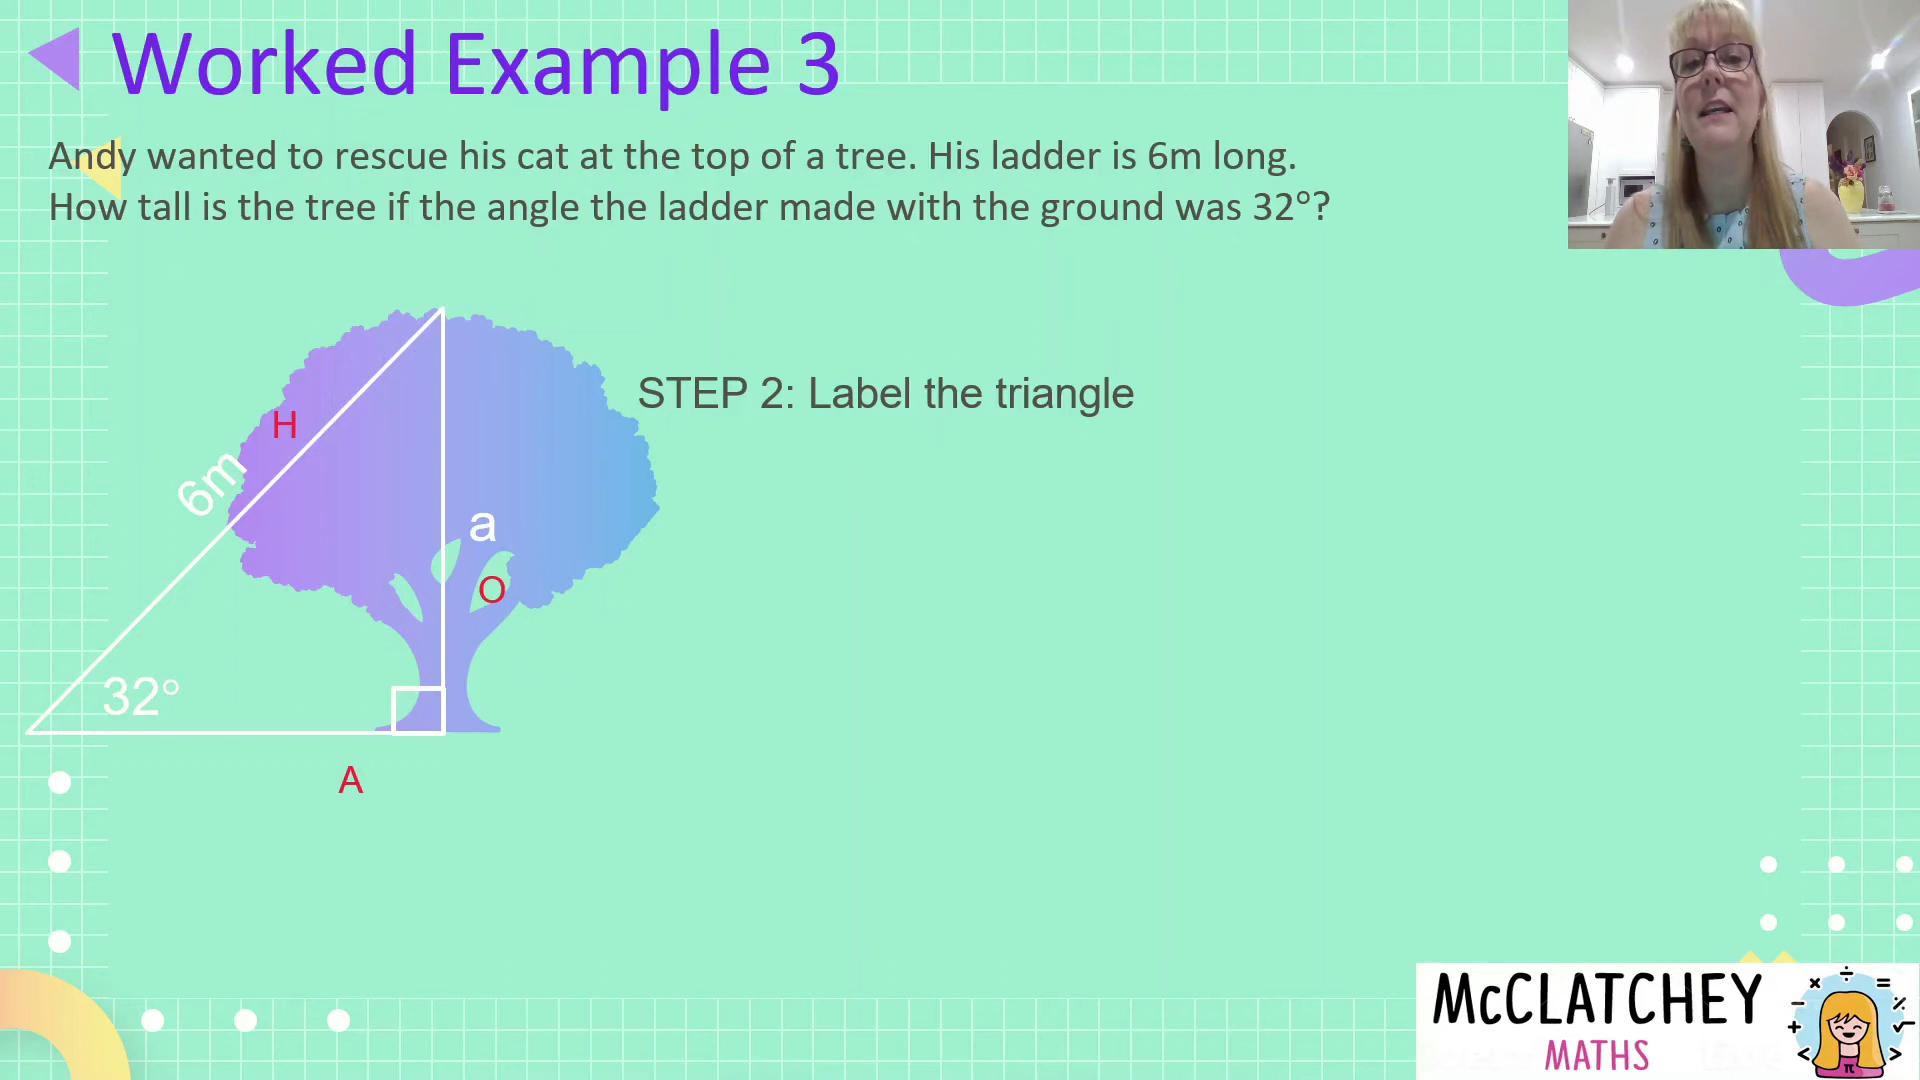 Worked Example 3
Andy wanted to rescue his cat at the top of a tree. His ladder is 6m long.
How tall is the tree if the angle the ladder made with the ground was 32°?
STEP 2: Label the triangle
H
6m
a
O
32°
A
McCLATCHEY
MATHS
× ÷ = − + % √ < > π